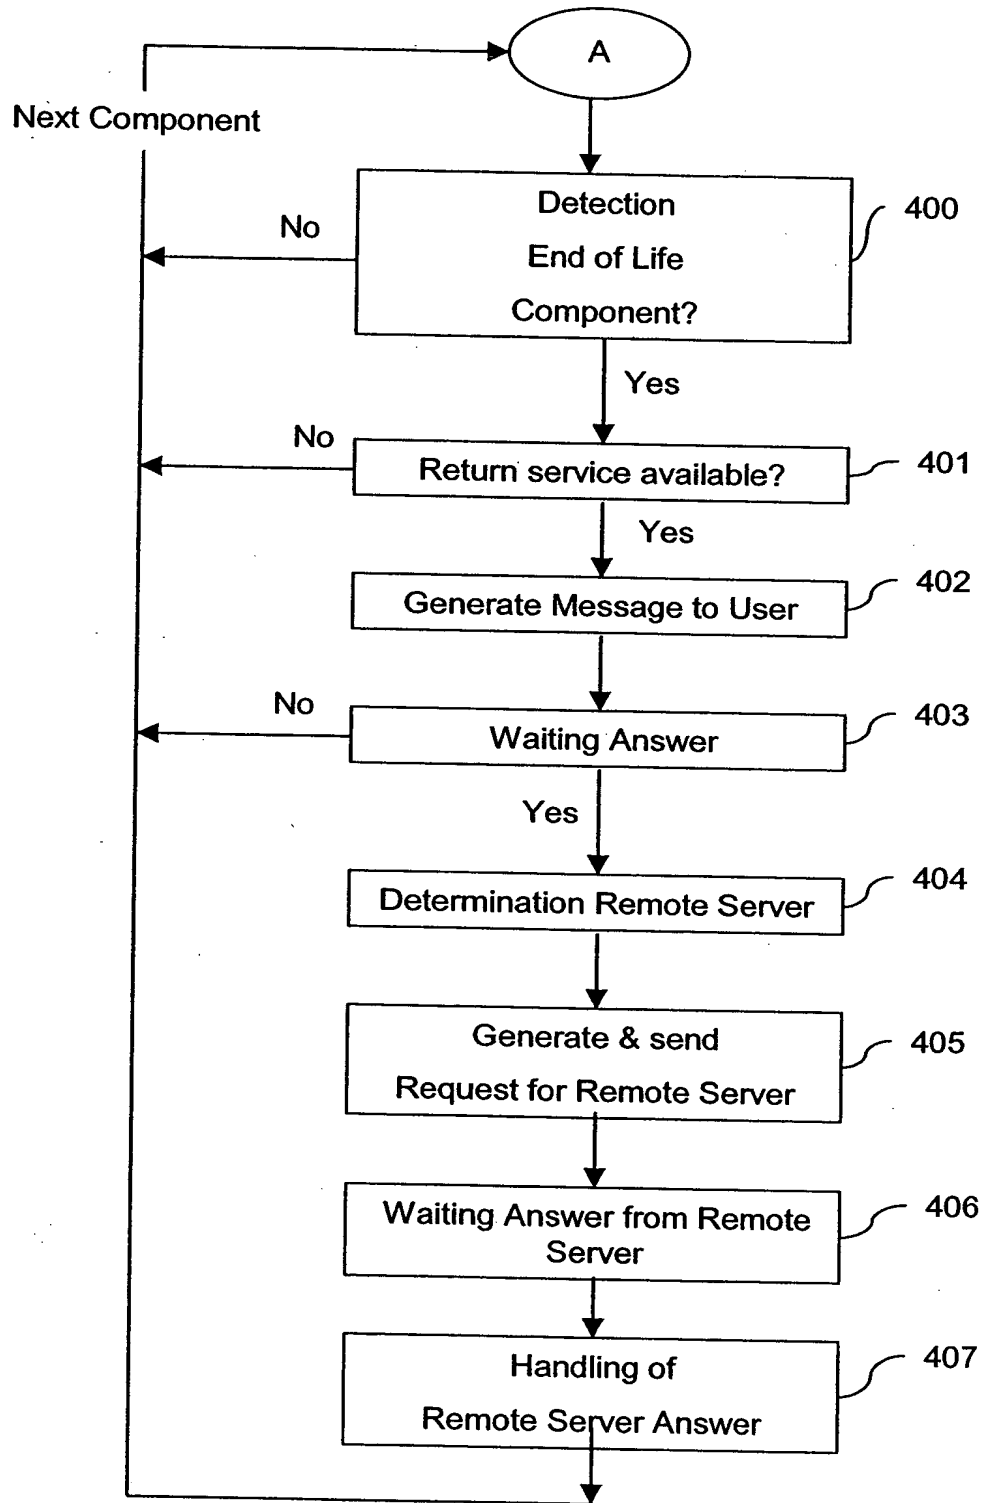 A
Next Component
Detection
End of Life
Component?
400
No
Yes
No
Return service available?
401
Yes
Generate Message to User
402
No
Waiting Answer
403
Yes
Determination Remote Server
404
Generate & send
Request for Remote Server
405
Waiting Answer from Remote
Server
406
Handling of
Remote Server Answer
407